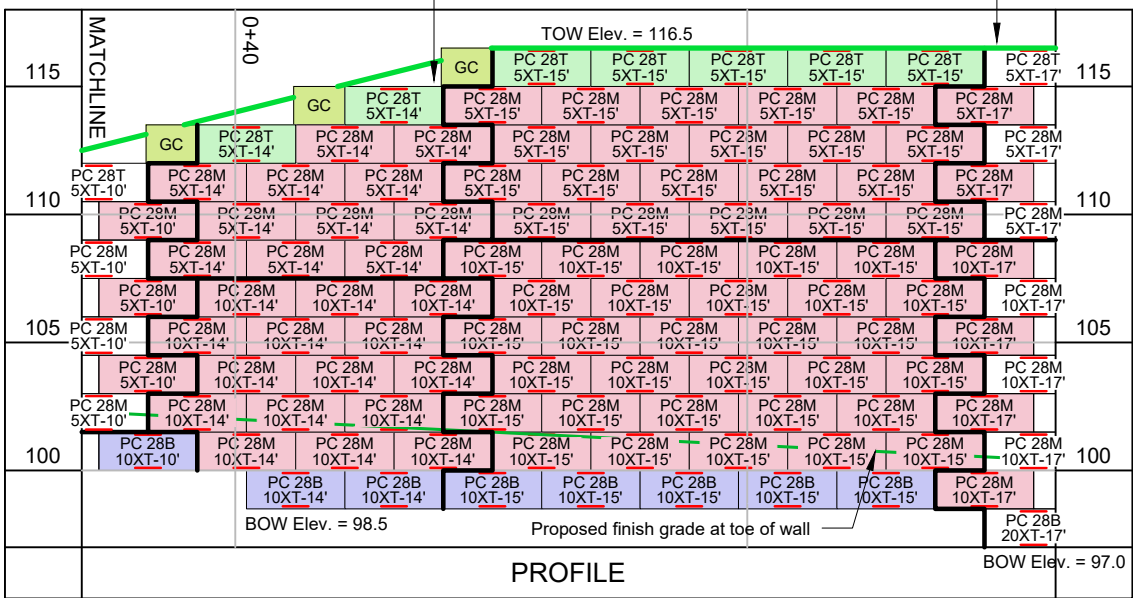 MATCHLINE
0+40
TOW Elev. = 116.5
GC
PC 28T PC 28T PC 28T PC 28T PC 28T PC 28T
5XT-15' 5XT-15' 5XT-15' 5XT-15' 5XT-15' 5XT-17'
115 115
GC
PC 28T PC 28M PC 28M PC 28M PC 28M PC 28M PC 28M
5XT-14' 5XT-15' 5XT-15' 5XT-15' 5XT-15' 5XT-15' 5XT-17'
GC
PC 28T PC 28M PC 28M PC 28M PC 28M PC 28M PC 28M PC 28M PC 28M
5XT-14' 5XT-14' 5XT-14' 5XT-15' 5XT-15' 5XT-15' 5XT-15' 5XT-15' 5XT-17'
PC 28T PC 28M PC 28M PC 28M PC 28M PC 28M PC 28M PC 28M PC 28M PC 28M
5XT-10' 5XT-14' 5XT-14' 5XT-14' 5XT-15' 5XT-15' 5XT-15' 5XT-15' 5XT-15' 5XT-17'
110 110
PC 28M PC 28M PC 28M PC 28M PC 28M PC 28M PC 28M PC 28M PC 28M PC 28M
5XT-10' 5XT-14' 5XT-14' 5XT-14' 5XT-15' 5XT-15' 5XT-15' 5XT-15' 5XT-15' 5XT-17'
PC 28M PC 28M PC 28M PC 28M PC 28M PC 28M PC 28M PC 28M PC 28M PC 28M
5XT-10' 5XT-14' 5XT-14' 5XT-14' 10XT-15' 10XT-15' 10XT-15' 10XT-15' 10XT-15' 10XT-17'
PC 28M PC 28M PC 28M PC 28M PC 28M PC 28M PC 28M PC 28M PC 28M PC 28M
5XT-10' 10XT-14' 10XT-14' 10XT-14' 10XT-15' 10XT-15' 10XT-15' 10XT-15' 10XT-15' 10XT-17'
105 105
PC 28M PC 28M PC 28M PC 28M PC 28M PC 28M PC 28M PC 28M PC 28M PC 28M
5XT-10' 10XT-14' 10XT-14' 10XT-14' 10XT-15' 10XT-15' 10XT-15' 10XT-15' 10XT-15' 10XT-17'
PC 28M PC 28M PC 28M PC 28M PC 28M PC 28M PC 28M PC 28M PC 28M PC 28M
5XT-10' 10XT-14' 10XT-14' 10XT-14' 10XT-15' 10XT-15' 10XT-15' 10XT-15' 10XT-15' 10XT-17'
PC 28M PC 28M PC 28M PC 28M PC 28M PC 28M PC 28M PC 28M PC 28M PC 28M
5XT-10' 10XT-14' 10XT-14' 10XT-14' 10XT-15' 10XT-15' 10XT-15' 10XT-15' 10XT-15' 10XT-17'
100 100
PC 28B PC 28M PC 28M PC 28M PC 28M PC 28M PC 28M PC 28M PC 28M PC 28M
10XT-10' 10XT-14' 10XT-14' 10XT-14' 10XT-15' 10XT-15' 10XT-15' 10XT-15' 10XT-15' 10XT-17'
PC 28B PC 28B PC 28B PC 28B PC 28B PC 28B PC 28B PC 28M
10XT-14' 10XT-14' 10XT-15' 10XT-15' 10XT-15' 10XT-15' 10XT-15' 10XT-17'
BOW Elev. = 98.5
Proposed finish grade at toe of wall
PC 28B
20XT-17'
BOW Elev. = 97.0
PROFILE